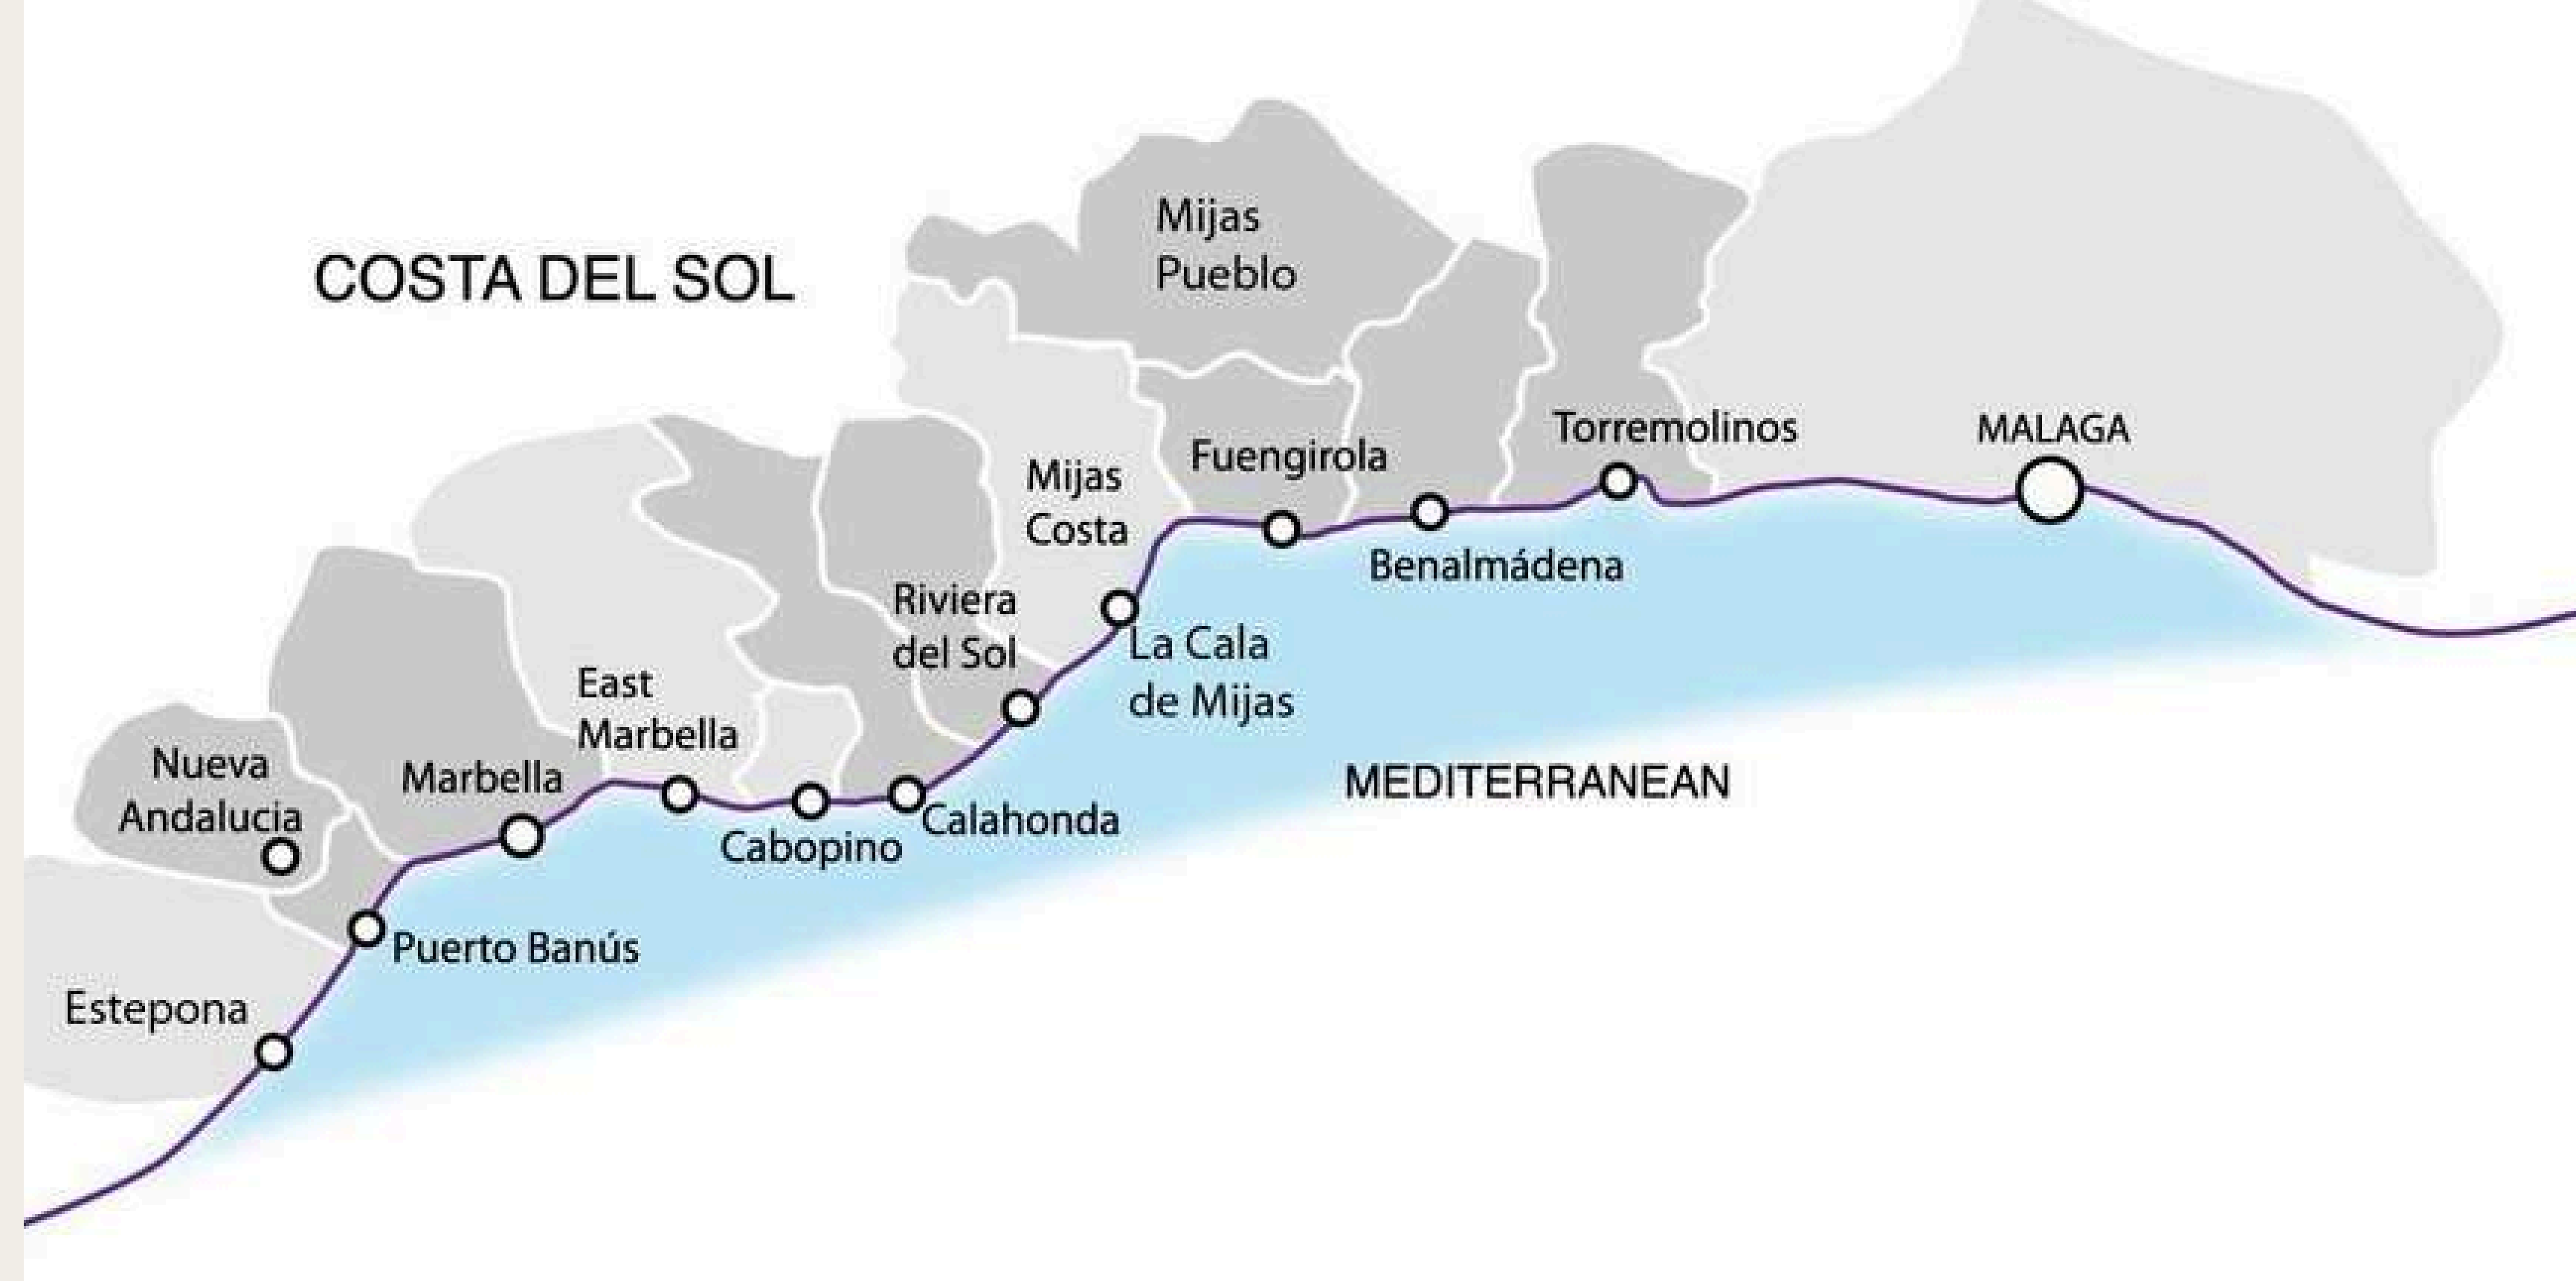 COSTA DEL SOL
Mijas
Pueblo
Torremolinos
MALAGA
Fuengirola
Mijas
Costa
Benalmádena
Riviera
del Sol
La Cala
de Mijas
East
Marbella
Nueva
Andalucia
Marbella
MEDITERRANEAN
Calahonda
Cabopino
Puerto Banús
Estepona